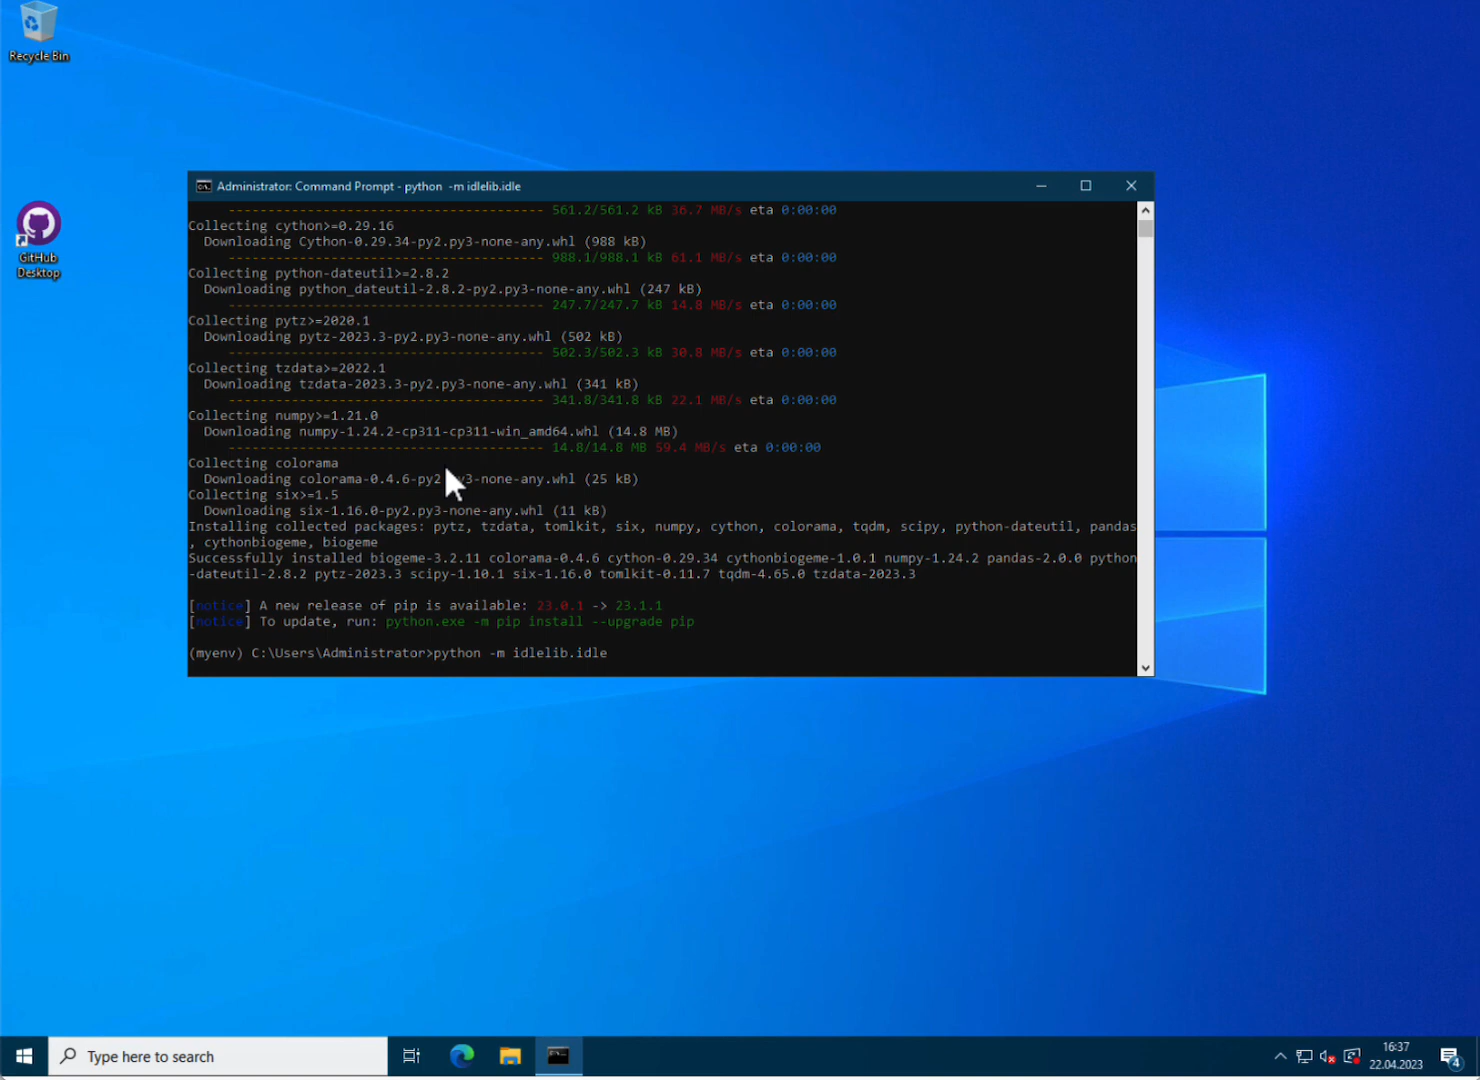 Recycle Bin
GitHub
Desktop
Administrator: Command Prompt - python  -m idlelib.idle
---------------------------------------- 561.2/561.2 kB 36.7 MB/s eta 0:00:00
Collecting cython>=0.29.16
Downloading Cython-0.29.34-py2.py3-none-any.whl (988 kB)
---------------------------------------- 988.1/988.1 kB 61.1 MB/s eta 0:00:00
Collecting python-dateutil>=2.8.2
Downloading python_dateutil-2.8.2-py2.py3-none-any.whl (247 kB)
---------------------------------------- 247.7/247.7 kB 14.8 MB/s eta 0:00:00
Collecting pytz>=2020.1
Downloading pytz-2023.3-py2.py3-none-any.whl (502 kB)
---------------------------------------- 502.3/502.3 kB 30.8 MB/s eta 0:00:00
Collecting tzdata>=2022.1
Downloading tzdata-2023.3-py2.py3-none-any.whl (341 kB)
---------------------------------------- 341.8/341.8 kB 22.1 MB/s eta 0:00:00
Collecting numpy>=1.21.0
Downloading numpy-1.24.2-cp311-cp311-win_amd64.whl (14.8 MB)
---------------------------------------- 14.8/14.8 MB 59.4 MB/s eta 0:00:00
Collecting colorama
Downloading colorama-0.4.6-py2 y3-none-any.whl (25 kB)
Collecting six>=1.5
Downloading six-1.16.0-py2.py3-none-any.whl (11 kB)
Installing collected packages: pytz, tzdata, tomlkit, six, numpy, cython, colorama, tqdm, scipy, python-dateutil, pandas
, cythonbiogeme, biogeme
Successfully installed biogeme-3.2.11 colorama-0.4.6 cython-0.29.34 cythonbiogeme-1.0.1 numpy-1.24.2 pandas-2.0.0 python
-dateutil-2.8.2 pytz-2023.3 scipy-1.10.1 six-1.16.0 tomlkit-0.11.7 tqdm-4.65.0 tzdata-2023.3
[notice] A new release of pip is available: 23.0.1 -> 23.1.1
[notice] To update, run: python.exe -m pip install --upgrade pip
(myenv) C:\Users\Administrator>python -m idlelib.idle
Type here to search
16:37
22.04.2023
4